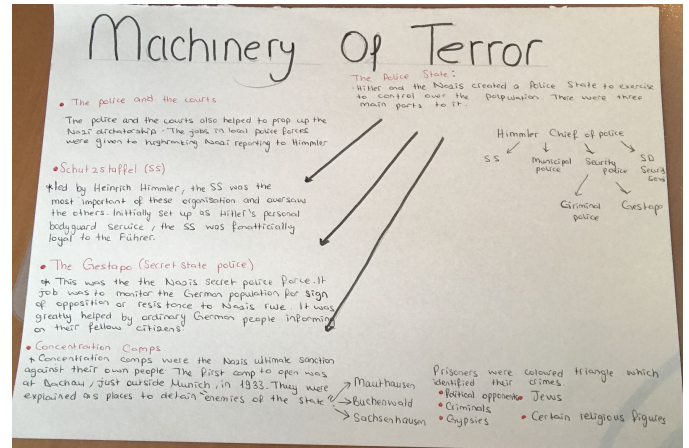 Machinery Of Terror
The Police State:
- Hitler and the Nazis created a Police State to exercise
to control over the polpulation. There were three
main parts to it.
• The police and the courts
The police and the courts also helped to prop up the
Nazi dictatorship - The jobs in local police forces
were given to highranking Nazi reporting to Himmler
Himmler Chief of police
SS
Municipal
police
Security
police
SD
Criminal
police
Gestapo
• Schutzstaffel (SS)
*led by Heinrich Himmler, the SS was the
most important of these organisation and oversaw
the others. Initially set up as Hitler's personal
bodyguard service, the SS was
loyal to the Führer.
• The Gestapo (Secret State police)
* This was the the Nazis secret police force. It
job was to monitor the German population for sign
of opposition or resistance to Nazis rule. It was
greatly helped by ordinary German people informing
on their fellow citizens.
• Concentration Camps
* Concentration camps were the Nazis ultimate sanction
against their own people. The first camp to open was
at Dachau, just outside Munich, in 1933. They were
explained as places to detain "enemies of the state"
Mauthausen
Buchenwald
Sachsenhausen
Prisoners were coloured triangle which
identified their crimes.
• Political opponents
• Criminals
• Gypsies
• Jews
• Certain religious figures